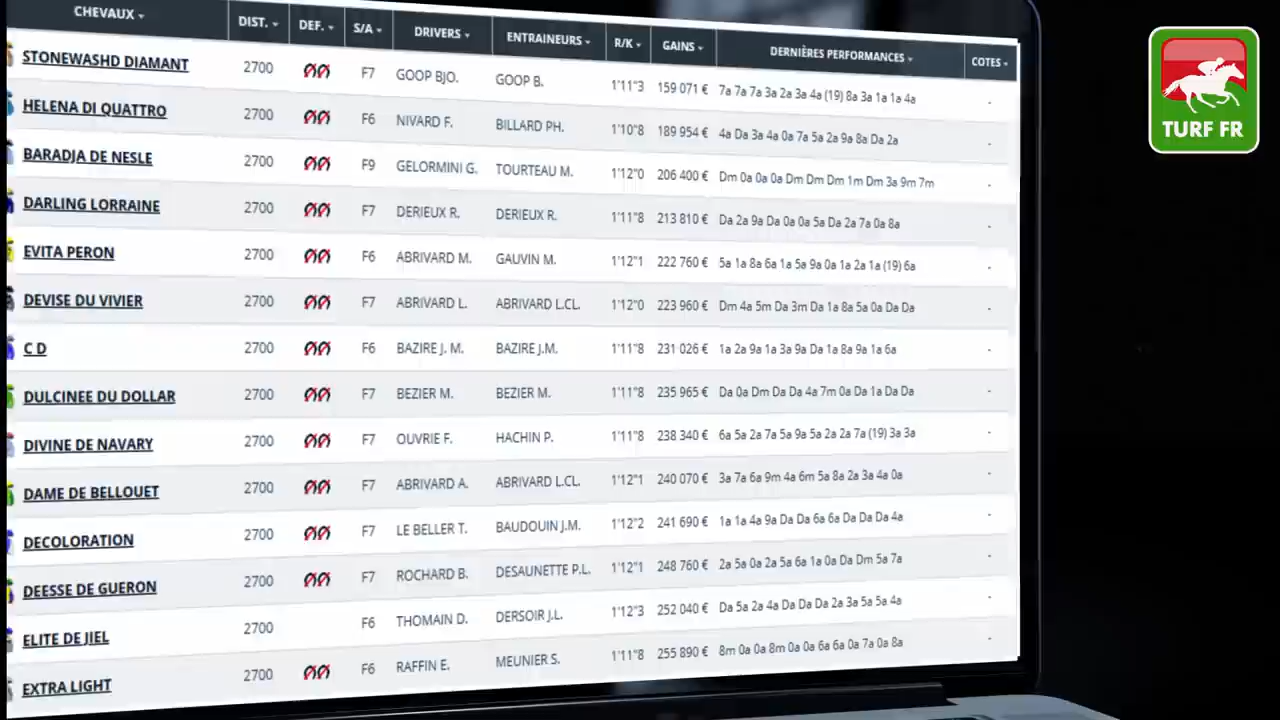 CHEVAUX DIST. DEF. S/A DRIVERS ENTRAINEURS R/K GAINS DERNIÈRES PERFORMANCES COTES
STONEWASHD DIAMANT 2700 F7 GOOP BJO. GOOP B. 1'11"3 159 071 € 7a 7a 7a 3a 2a 3a 4a (19) 8a 3a 1a 1a 4a -
HELENA DI QUATTRO 2700 F6 NIVARD F. BILLARD PH. 1'10"8 189 954 € 4a Da 3a 4a 0a 7a 5a 2a 9a 8a Da 2a -
BARADJA DE NESLE 2700 F9 GELORMINI G. TOURTEAU M. 1'12"0 206 400 € Dm 0a 0a 0a Dm Dm Dm 1m Dm 3a 9m 7m -
DARLING LORRAINE 2700 F7 DERIEUX R. DERIEUX R. 1'11"8 213 810 € Da 2a 9a Da 0a 0a 5a Da 2a 7a 0a 8a -
EVITA PERON 2700 F6 ABRIVARD M. GAUVIN M. 1'12"1 222 760 € 5a 1a 8a 6a 1a 5a 9a 0a 1a 2a 1a (19) 6a -
DEVISE DU VIVIER 2700 F7 ABRIVARD L. ABRIVARD L.CL. 1'12"0 223 960 € Dm 4a 5m Da 3m Da 1a 8a 5a 0a Da Da -
C D 2700 F6 BAZIRE J. M. BAZIRE J.M. 1'11"8 231 026 € 1a 2a 9a 1a 3a 9a Da 1a 8a 9a 1a 6a -
DULCINEE DU DOLLAR 2700 F7 BEZIER M. BEZIER M. 1'11"8 235 965 € Da 0a Dm Da Da 4a 7m 0a Da 1a Da Da -
DIVINE DE NAVARY 2700 F7 OUVRIE F. HACHIN P. 1'11"8 238 340 € 6a 5a 2a 7a 5a 9a 5a 2a 2a 7a (19) 3a 3a -
DAME DE BELLOUET 2700 F7 ABRIVARD A. ABRIVARD L.CL. 1'12"1 240 070 € 3a 7a 6a 9m 4a 6m 5a 8a 2a 3a 4a 0a -
DECOLORATION 2700 F7 LE BELLER T. BAUDOUIN J.M. 1'12"2 241 690 € 1a 1a 4a 9a Da Da 6a 6a Da Da Da 4a -
DEESSE DE GUERON 2700 F7 ROCHARD B. DESAUNETTE P.L. 1'12"1 248 760 € 2a 5a 0a 2a 5a 6a 1a 0a Da Dm 5a 7a -
ELITE DE JIEL 2700 F6 THOMAIN D. DERSOIR J.L. 1'12"3 252 040 € Da 5a 2a 4a Da Da Da 2a 3a 5a 5a 4a -
EXTRA LIGHT 2700 F6 RAFFIN E. MEUNIER S. 1'11"8 255 890 € 8m 0a 0a 8m 0a 0a 6a 6a 0a 7a 0a 8a -
TURF FR